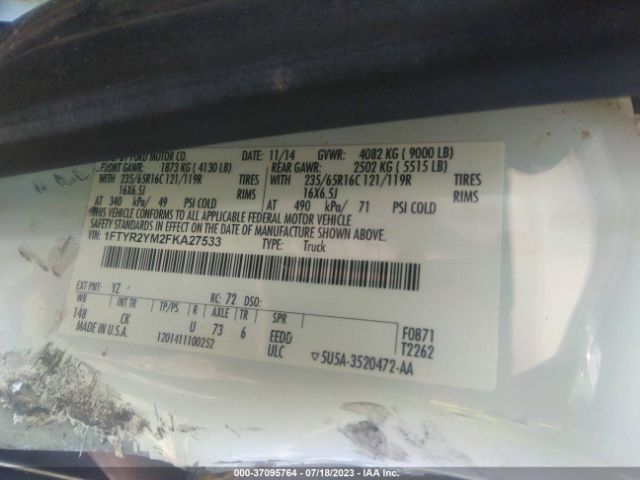 FORD MOTOR CO. DATE: 11/14 GVWR: 4082 KG ( 9000 LB)
FRONT GAWR: 1873 KG ( 4130 LB) REAR GAWR: 2502 KG ( 5515 LB)
WITH 235/65R16C 121/119R TIRES WITH 235/65R16C 121/119R TIRES
16X6.5J RIMS 16X6.5J RIMS
AT 340 kPa/ 49 PSI COLD AT 490 kPa/ 71 PSI COLD
THIS VEHICLE CONFORMS TO ALL APPLICABLE FEDERAL MOTOR VEHICLE
SAFETY STANDARDS IN EFFECT ON THE DATE OF MANUFACTURE SHOWN ABOVE.
VIN: 1FTYR2YM2FKA27533 TYPE: Truck
EXT PNT: YZ RC: 72 DSO:
WB INT TR TP/PS R AXLE TR SPR
148 CK U 73 6 EEDD F0871
MADE IN U.S.A. 1201411100252 ULC T2262
▽5U5A-3520472-AA
000-37095764 - 07/18/2023 - IAA Inc.